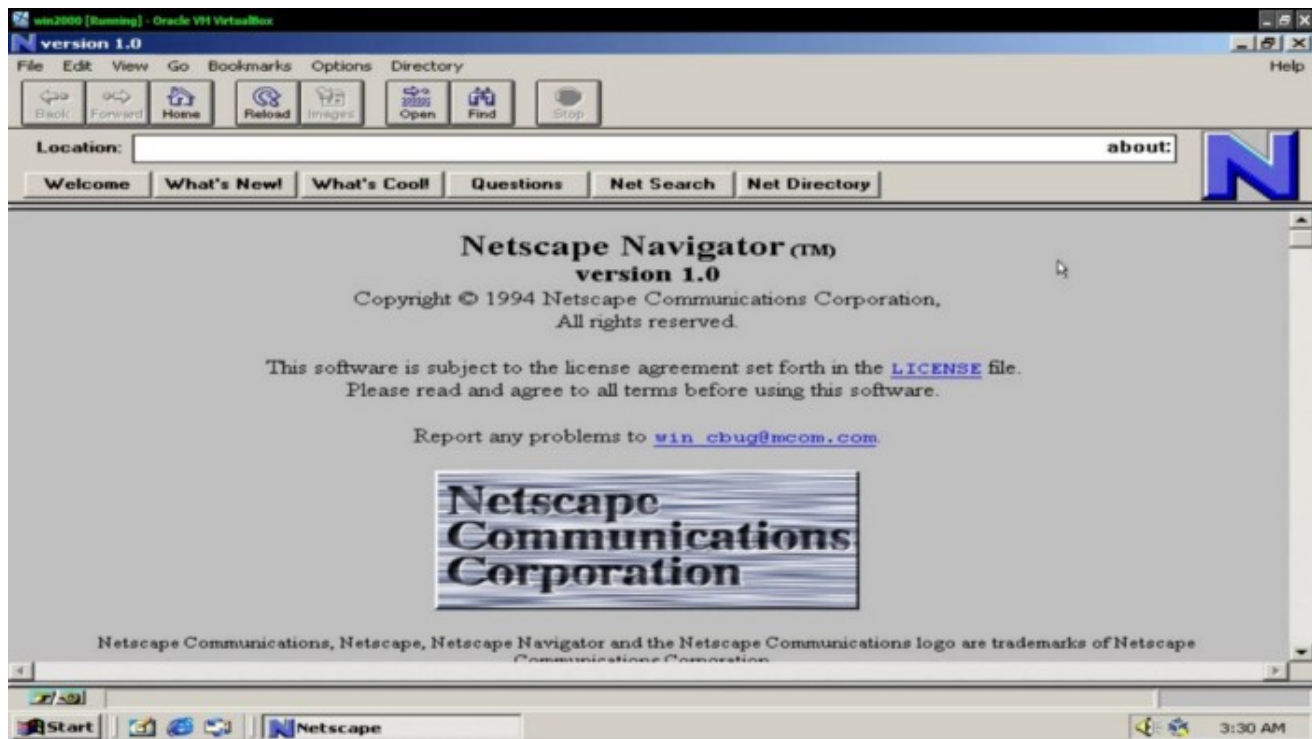 win2000 [Running] - Oracle VM VirtualBox
version 1.0
File Edit View Go Bookmarks Options Directory Help
Back Forward Home Reload Images Open Find Stop
Location: about:
Welcome What's New! What's Cool! Questions Net Search Net Directory
Netscape Navigator (TM)
version 1.0
Copyright © 1994 Netscape Communications Corporation,
All rights reserved.
This software is subject to the license agreement set forth in the LICENSE file.
Please read and agree to all terms before using this software.
Report any problems to win_cbug@mcom.com.
Netscape
Communications
Corporation
Netscape Communications, Netscape, Netscape Navigator and the Netscape Communications logo are trademarks of Netscape
Communications Corporation
Start Netscape 3:30 AM